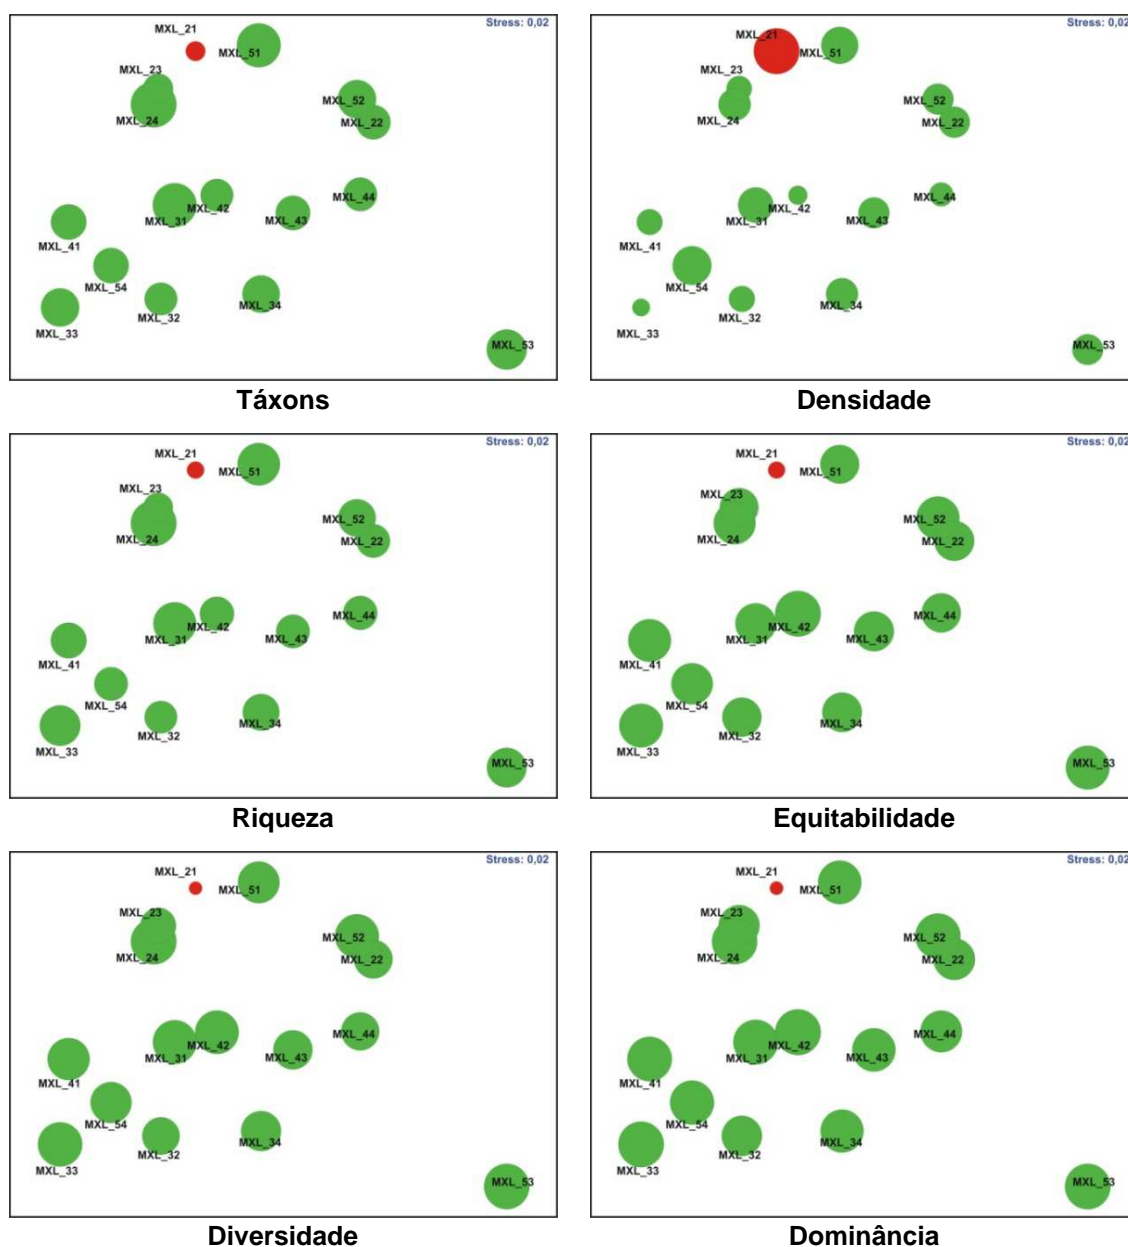 Stress: 0,02
MXL_21
MXL_51
MXL_23
MXL_24
MXL_52
MXL_22
MXL_44
MXL_42
MXL_31
MXL_43
MXL_41
MXL_54
MXL_33
MXL_32
MXL_34
MXL_53
Táxons
Stress: 0,02
MXL_21
MXL_51
MXL_23
MXL_24
MXL_52
MXL_22
MXL_44
MXL_42
MXL_31
MXL_43
MXL_41
MXL_54
MXL_33
MXL_32
MXL_34
MXL_53
Densidade
Stress: 0,02
MXL_21
MXL_51
MXL_23
MXL_24
MXL_52
MXL_22
MXL_44
MXL_42
MXL_31
MXL_43
MXL_41
MXL_54
MXL_33
MXL_32
MXL_34
MXL_53
Riqueza
Stress: 0,02
MXL_21
MXL_51
MXL_23
MXL_24
MXL_52
MXL_22
MXL_44
MXL_42
MXL_31
MXL_43
MXL_41
MXL_54
MXL_33
MXL_32
MXL_34
MXL_53
Equitabilidade
Stress: 0,02
MXL_21
MXL_51
MXL_23
MXL_24
MXL_52
MXL_22
MXL_44
MXL_42
MXL_31
MXL_43
MXL_41
MXL_54
MXL_33
MXL_32
MXL_34
MXL_53
Diversidade
Stress: 0,02
MXL_21
MXL_51
MXL_23
MXL_24
MXL_52
MXL_22
MXL_44
MXL_42
MXL_31
MXL_43
MXL_41
MXL_54
MXL_33
MXL_32
MXL_34
MXL_53
Dominância